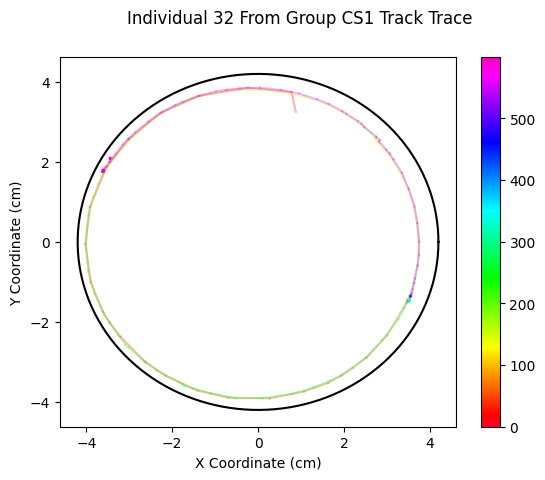 Individual 32 From Group CS1 Track Trace
4
2
0
−2
−4
Y Coordinate (cm)
−4 −2 0 2 4
X Coordinate (cm)
500
400
300
200
100
0